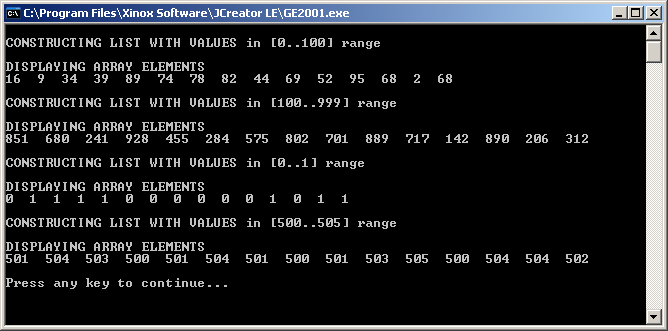 C:\Program Files\Xinox Software\JCreator LE\GE2001.exe
CONSTRUCTING LIST WITH VALUES in [0..100] range
DISPLAYING ARRAY ELEMENTS
16 9 34 39 89 74 78 82 44 69 52 95 68 2 68
CONSTRUCTING LIST WITH VALUES in [100..999] range
DISPLAYING ARRAY ELEMENTS
851 680 241 928 455 284 575 802 701 889 717 142 890 206 312
CONSTRUCTING LIST WITH VALUES in [0..1] range
DISPLAYING ARRAY ELEMENTS
0 1 1 1 1 0 0 0 0 0 0 1 0 1 1
CONSTRUCTING LIST WITH VALUES in [500..505] range
DISPLAYING ARRAY ELEMENTS
501 504 503 500 501 504 501 500 501 503 505 500 504 504 502
Press any key to continue...